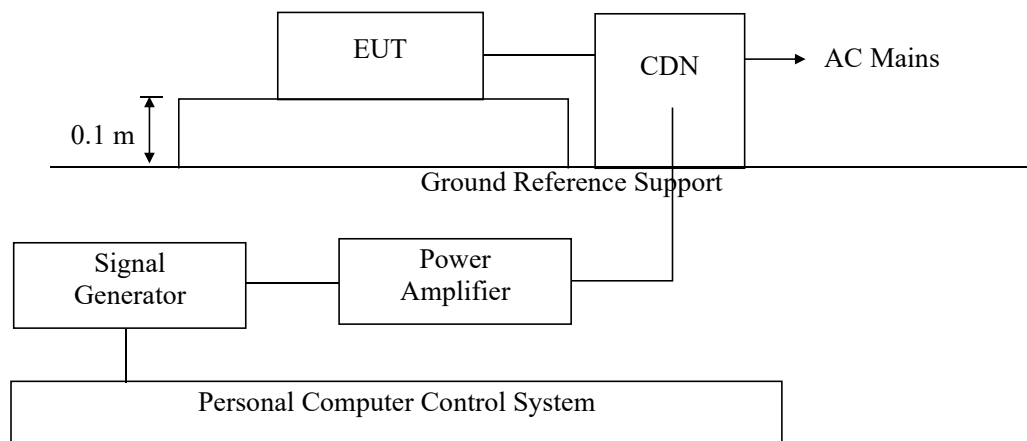 EUT
CDN
AC Mains
0.1 m
Ground Reference Support
Signal
Generator
Power
Amplifier
Personal Computer Control System